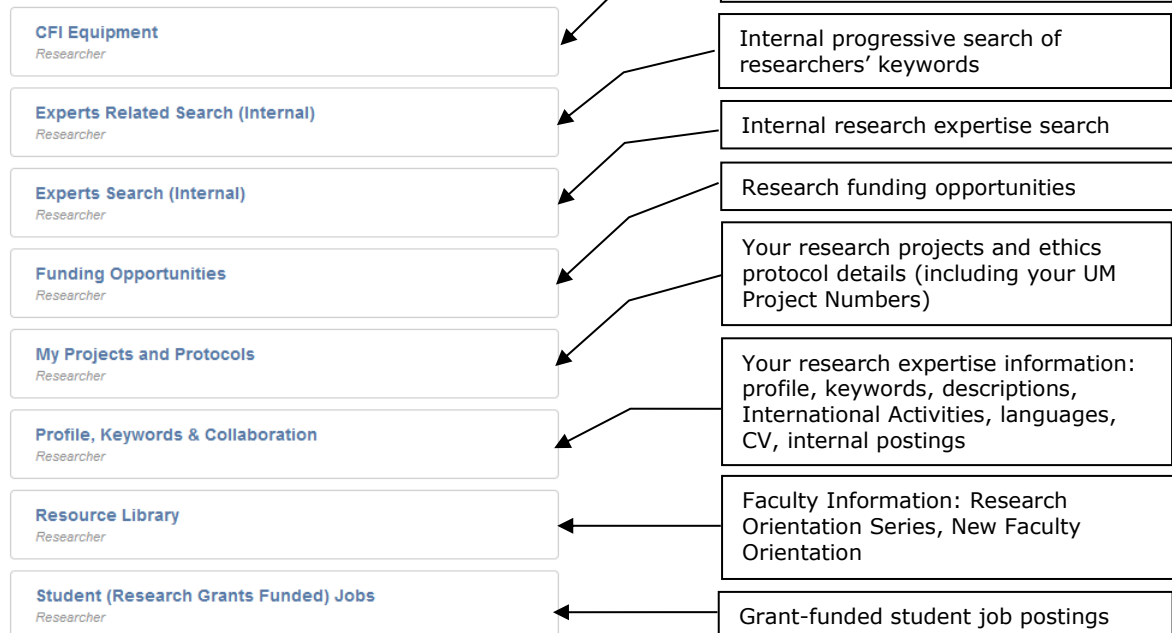 CFI Equipment
Researcher
Internal progressive search of
researchers’ keywords
Experts Related Search (Internal)
Researcher
Internal research expertise search
Experts Search (Internal)
Researcher
Research funding opportunities
Funding Opportunities
Researcher
Your research projects and ethics
protocol details (including your UM
Project Numbers)
My Projects and Protocols
Researcher
Your research expertise information:
profile, keywords, descriptions,
International Activities, languages,
CV, internal postings
Profile, Keywords & Collaboration
Researcher
Faculty Information: Research
Orientation Series, New Faculty
Orientation
Resource Library
Researcher
Student (Research Grants Funded) Jobs
Researcher
Grant-funded student job postings